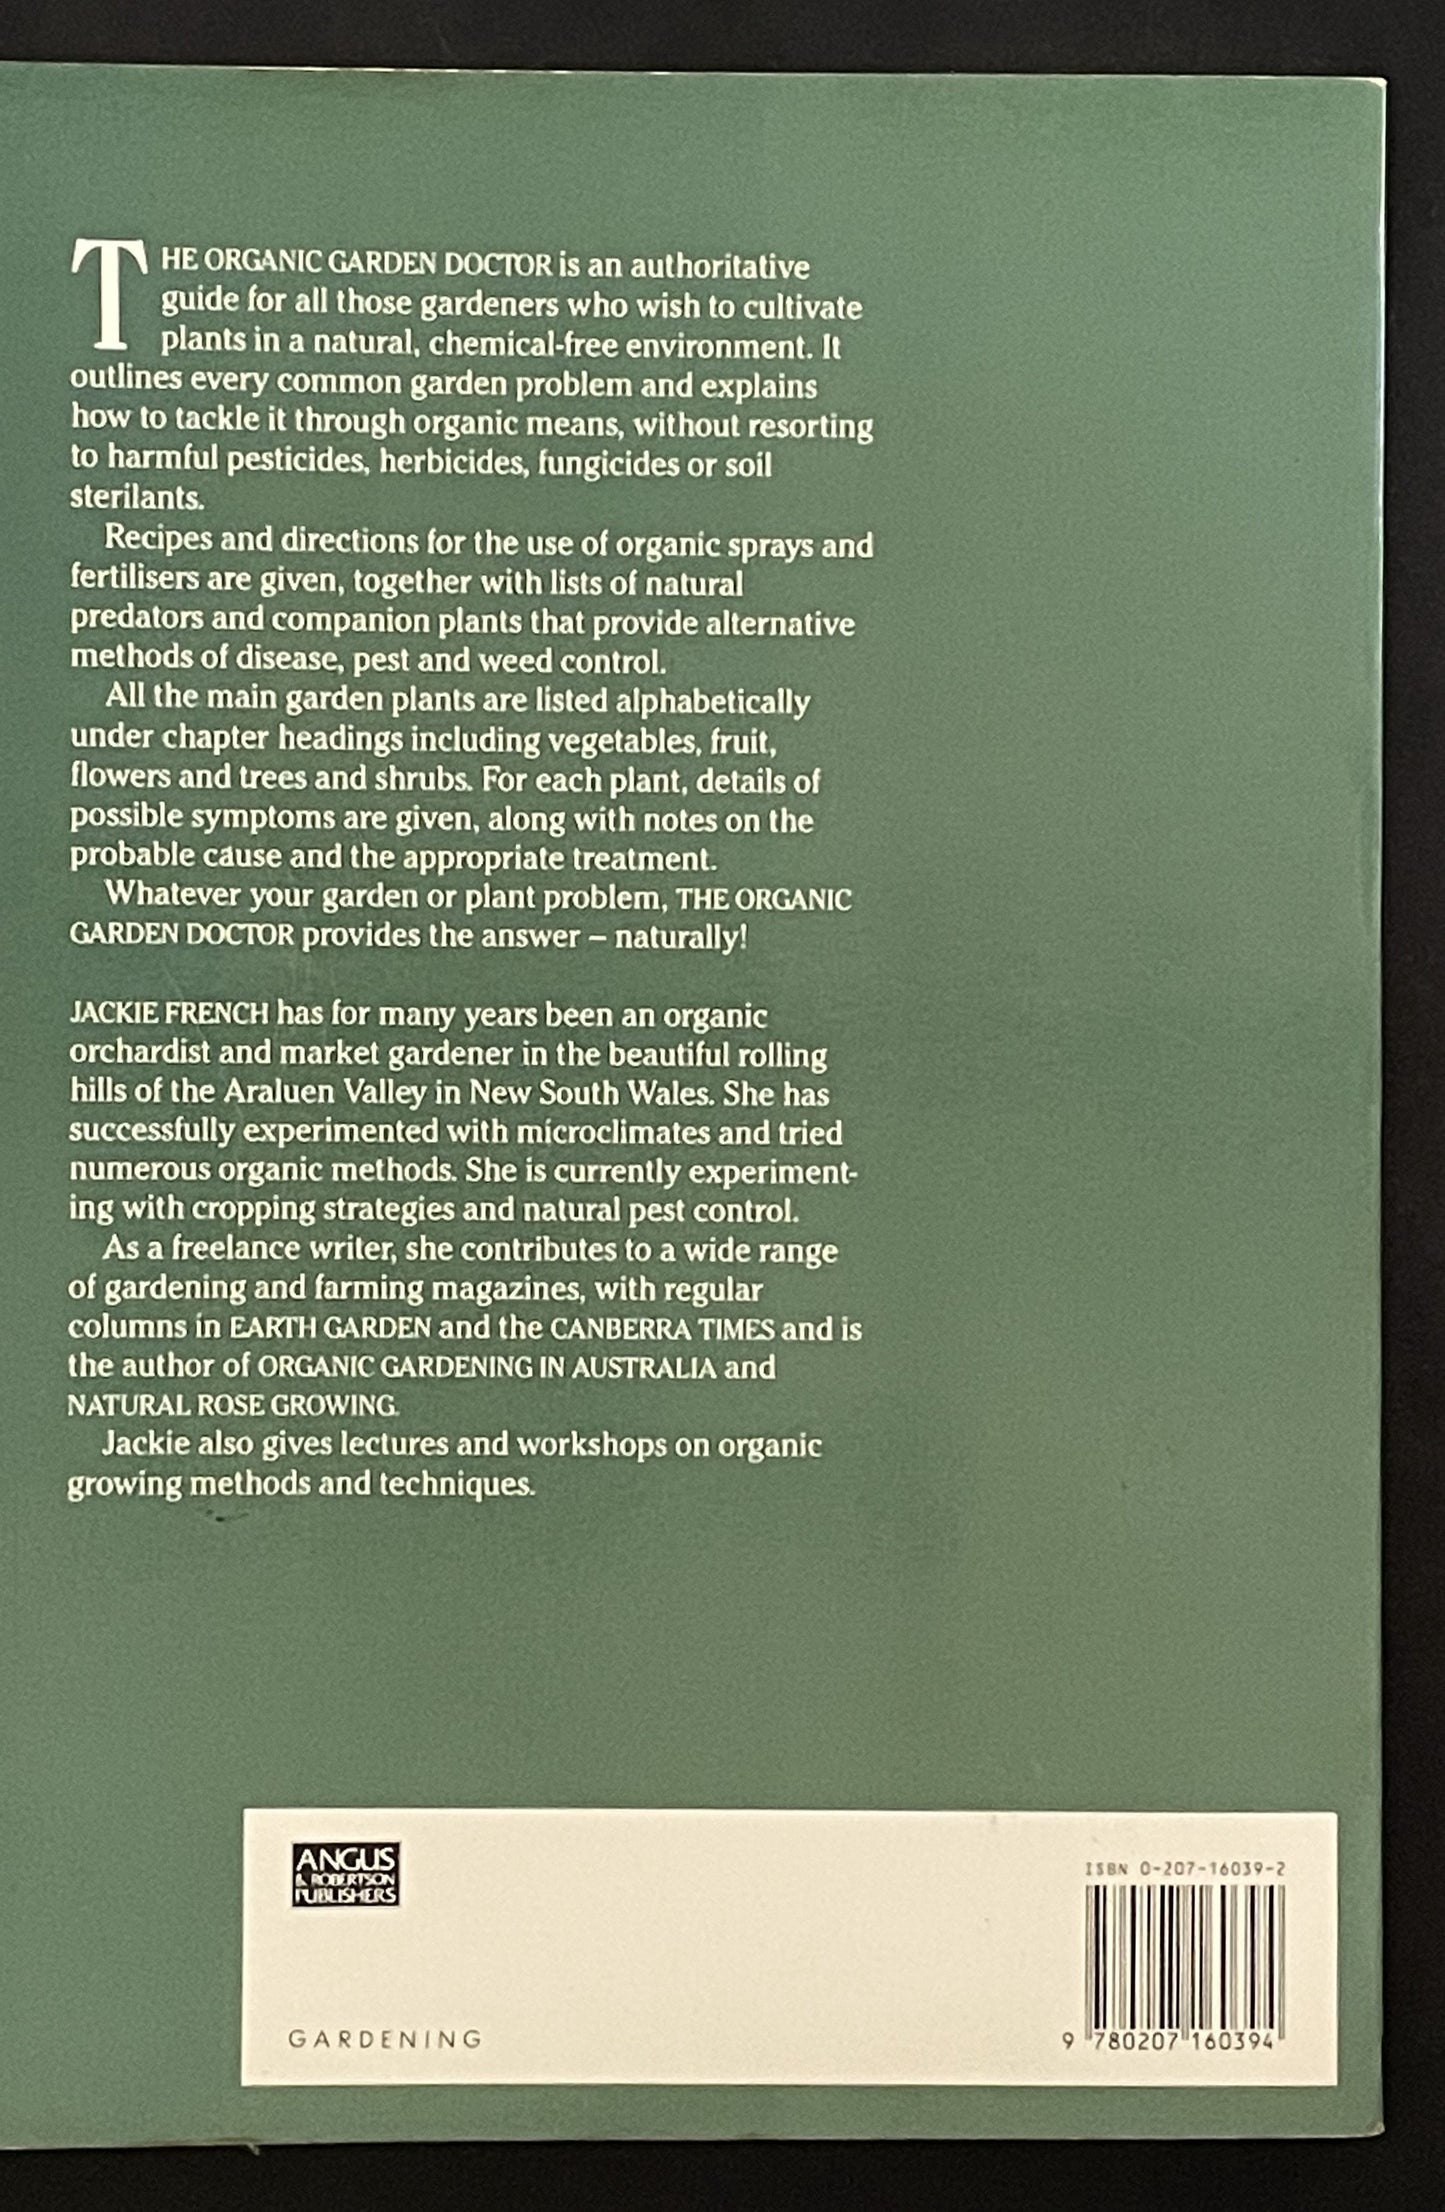 THE ORGANIC GARDEN DOCTOR is an authoritative
guide for all those gardeners who wish to cultivate
plants in a natural, chemical-free environment. It
outlines every common garden problem and explains
how to tackle it through organic means, without resorting
to harmful pesticides, herbicides, fungicides or soil
sterilants.
Recipes and directions for the use of organic sprays and
fertilisers are given, together with lists of natural
predators and companion plants that provide alternative
methods of disease, pest and weed control.
All the main garden plants are listed alphabetically
under chapter headings including vegetables, fruit,
flowers and trees and shrubs. For each plant, details of
possible symptoms are given, along with notes on the
probable cause and the appropriate treatment.
Whatever your garden or plant problem, THE ORGANIC
GARDEN DOCTOR provides the answer – naturally!
JACKIE FRENCH has for many years been an organic
orchardist and market gardener in the beautiful rolling
hills of the Araluen Valley in New South Wales. She has
successfully experimented with microclimates and tried
numerous organic methods. She is currently experiment-
ing with cropping strategies and natural pest control.
As a freelance writer, she contributes to a wide range
of gardening and farming magazines, with regular
columns in EARTH GARDEN and the CANBERRA TIMES and is
the author of ORGANIC GARDENING IN AUSTRALIA and
NATURAL ROSE GROWING.
Jackie also gives lectures and workshops on organic
growing methods and techniques.
ANGUS
& ROBERTSON
PUBLISHERS
ISBN 0-207-16039-2
GARDENING
9 780207 160394